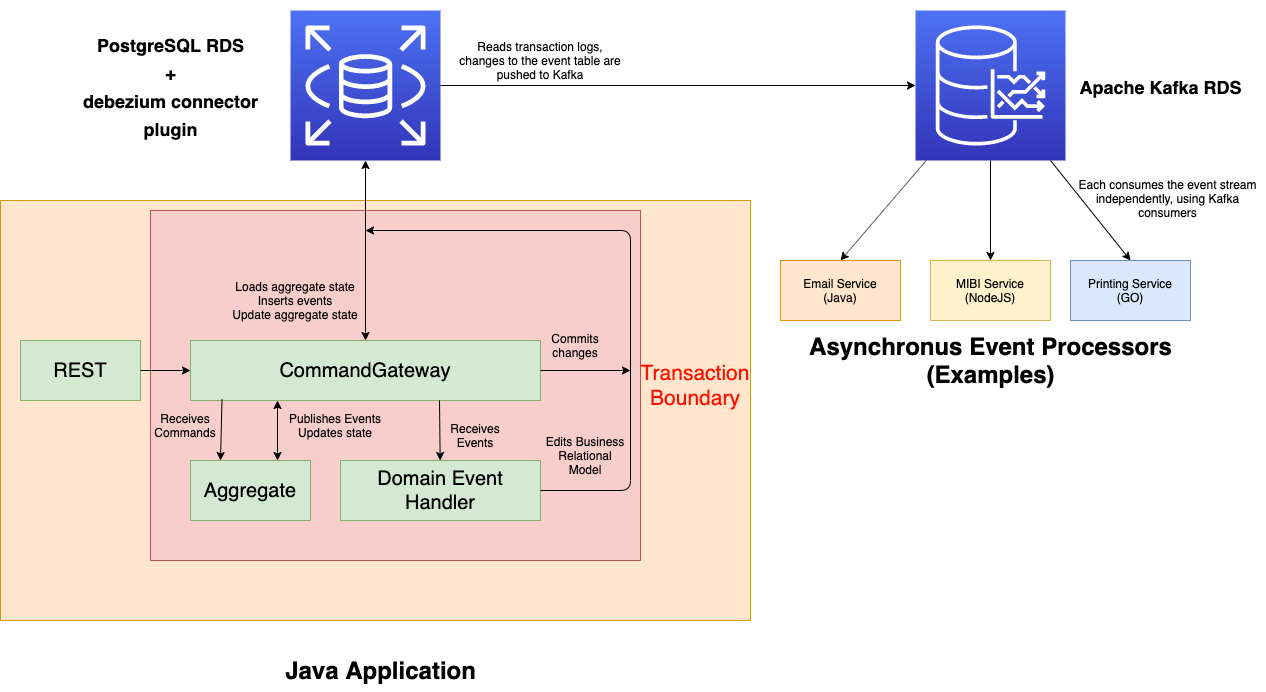 PostgreSQL RDS
+
debezium connector
plugin
Reads transaction logs,
changes to the event table are
pushed to Kafka
Apache Kafka RDS
Each consumes the event stream
independently, using Kafka
consumers
Email Service
(Java)
MIBI Service
(NodeJS)
Printing Service
(GO)
Asynchronus Event Processors
(Examples)
Loads aggregate state
Inserts events
Update aggregate state
REST
CommandGateway
Commits
changes
Transaction
Boundary
Receives
Commands
Publishes Events
Updates state
Receives
Events
Edits Business
Relational
Model
Aggregate
Domain Event
Handler
Java Application